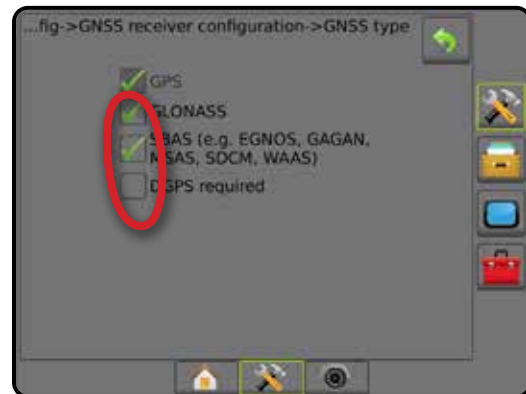 ...fig->GNSS receiver configuration->GNSS type
GPS
GLONASS
SBAS (e.g. EGNOS, GAGAN,
MSAS, SDCM, WAAS)
DGPS required